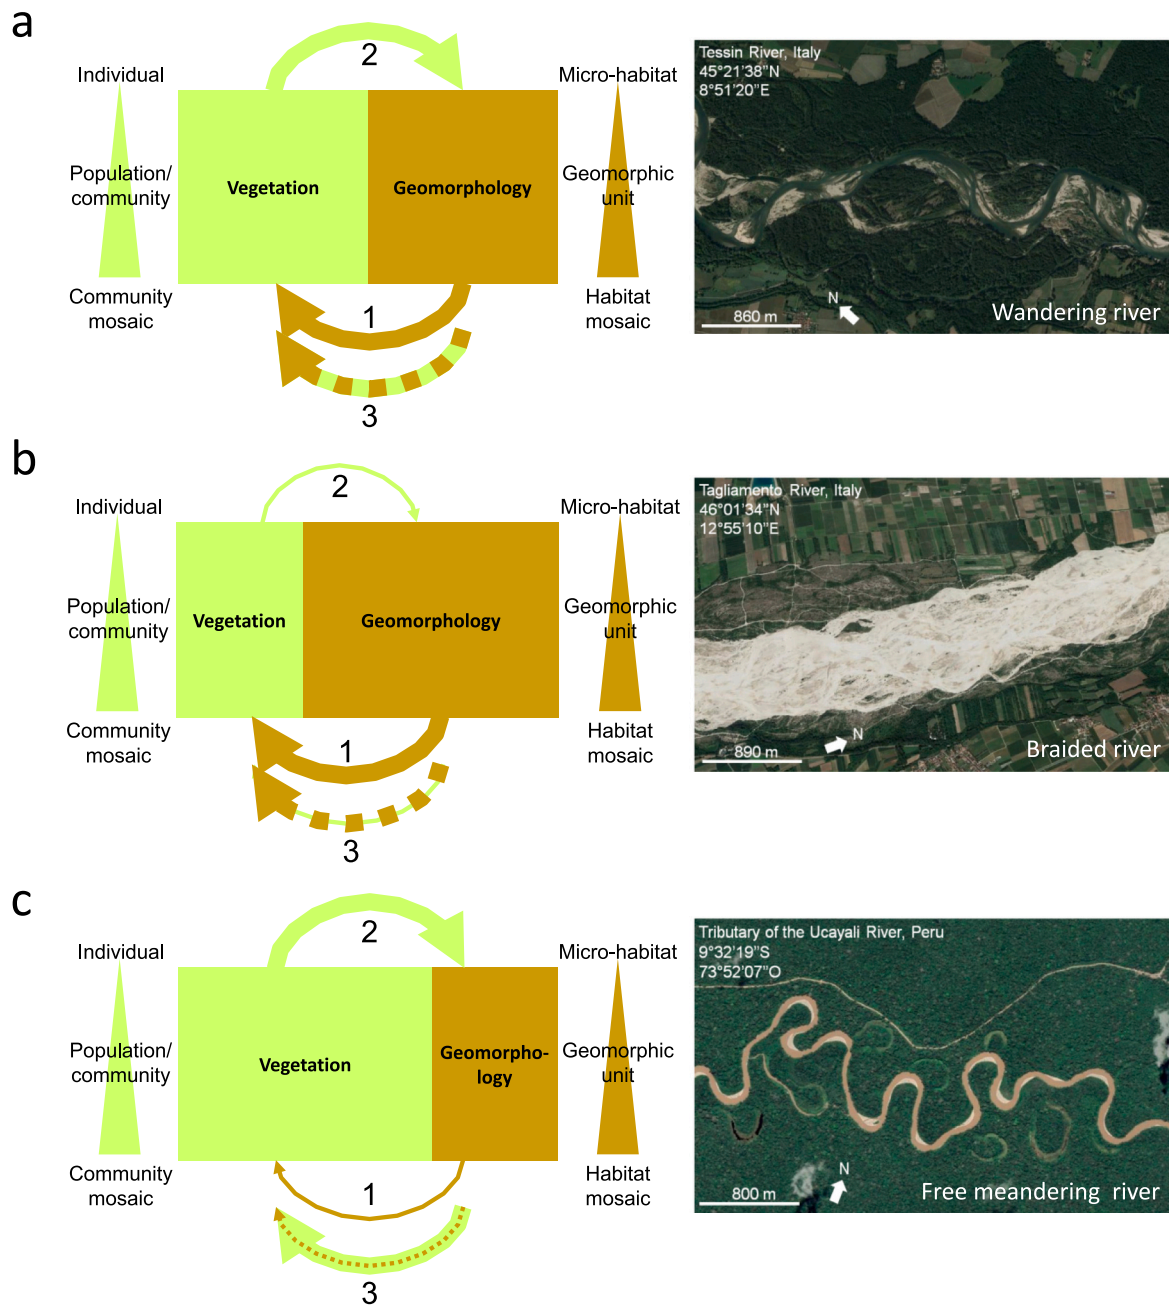 a
2
Individual
Micro-habitat
Population/
community
Vegetation
Geomorphology
Geomorphic
unit
Community
mosaic
1
Habitat
mosaic
3
Tessin River, Italy
45°21'38"N
8°51'20"E
N
860 m
Wandering river
b
2
Individual
Micro-habitat
Population/
community
Vegetation
Geomorphology
Geomorphic
unit
Community
mosaic
1
Habitat
mosaic
3
Tagliamento River, Italy
46°01'34"N
12°55'10"E
N
890 m
Braided river
c
2
Individual
Micro-habitat
Population/
community
Vegetation
Geomorpho-
logy
Geomorphic
unit
Community
mosaic
1
Habitat
mosaic
3
Tributary of the Ucayali River, Peru
9°32'19"S
73°52'07"O
N
800 m
Free meandering river